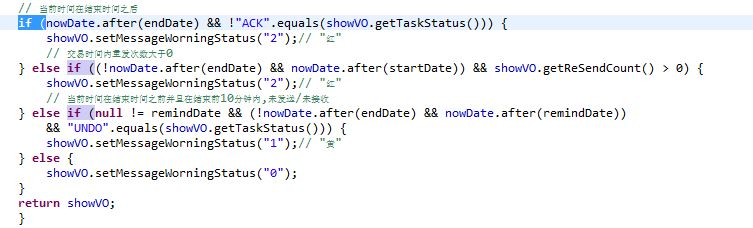 // 当前时间在结束时间之后
if (nowDate.after(endDate) && !"ACK".equals(showVO.getTaskStatus())) {
showVO.setMessageWorningStatus("2");// "红"
// 交易时间内重发次数大于0
} else if ((!nowDate.after(endDate) && nowDate.after(startDate)) && showVO.getReSendCount() > 0) {
showVO.setMessageWorningStatus("2");// "红"
// 当前时间在结束时间之前并且在结束前10分钟内,未发送/未接收
} else if (null != remindDate && (!nowDate.after(endDate) && nowDate.after(remindDate))
&& "UNDO".equals(showVO.getTaskStatus())) {
showVO.setMessageWorningStatus("1");// "黄"
} else {
showVO.setMessageWorningStatus("0");
}
return showVO;
}